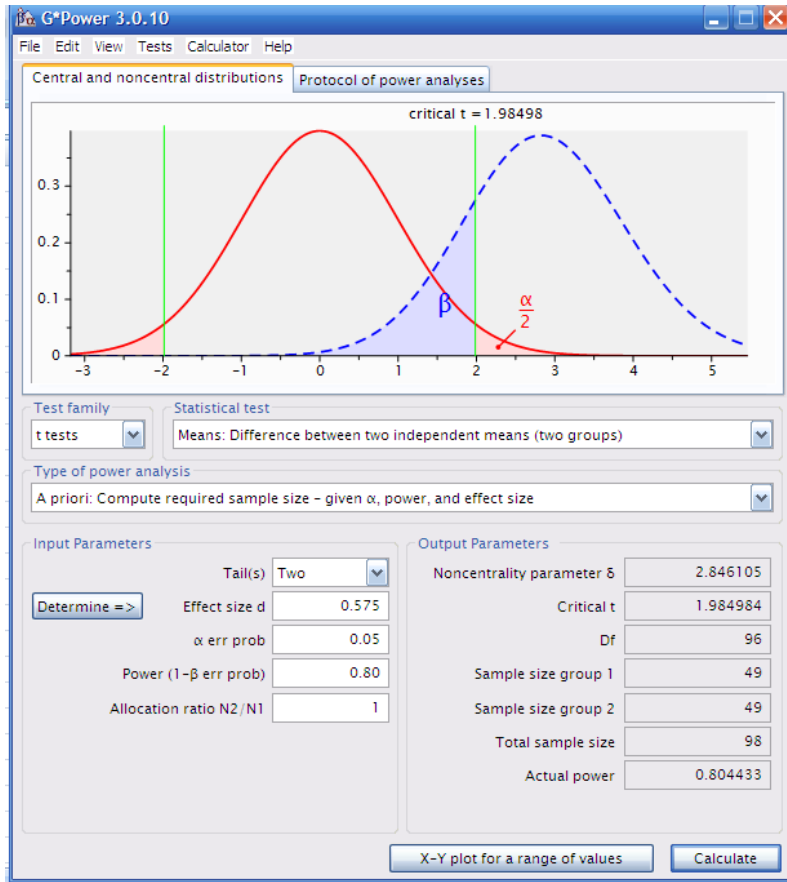 G*Power 3.0.10
File Edit View Tests Calculator Help
Central and noncentral distributions Protocol of power analyses
critical t = 1.98498
0.3
0.2
0.1
0
β
α
2
-3 -2 -1 0 1 2 3 4 5
Test family Statistical test
t tests Means: Difference between two independent means (two groups)
Type of power analysis
A priori: Compute required sample size - given α, power, and effect size
Input Parameters
Tail(s) Two
Determine => Effect size d 0.575
α err prob 0.05
Power (1-β err prob) 0.80
Allocation ratio N2/N1 1
Output Parameters
Noncentrality parameter δ 2.846105
Critical t 1.984984
Df 96
Sample size group 1 49
Sample size group 2 49
Total sample size 98
Actual power 0.804433
X-Y plot for a range of values Calculate